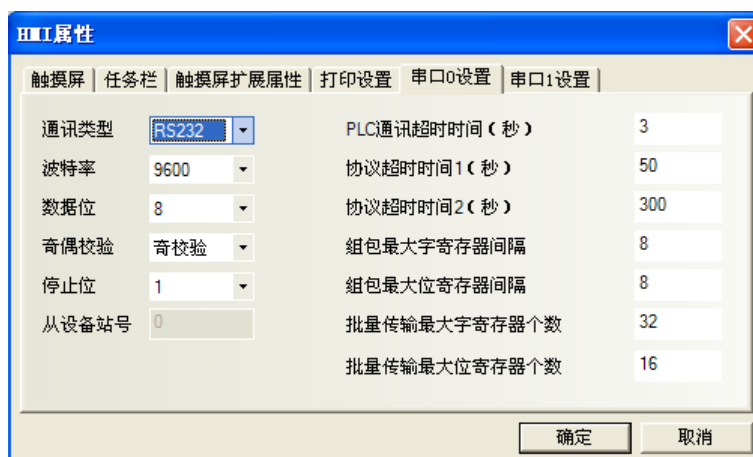 HMI属性
触摸屏 任务栏 触摸屏扩展属性 打印设置 串口0设置 串口1设置
通讯类型 RS232 PLC通讯超时时间(秒) 3
波特率 9600 协议超时时间1(秒) 50
数据位 8 协议超时时间2(秒) 300
奇偶校验 奇校验 组包最大字寄存器间隔 8
停止位 1 组包最大位寄存器间隔 8
从设备站号 0 批量传输最大字寄存器个数 32
批量传输最大位寄存器个数 16
确定 取消